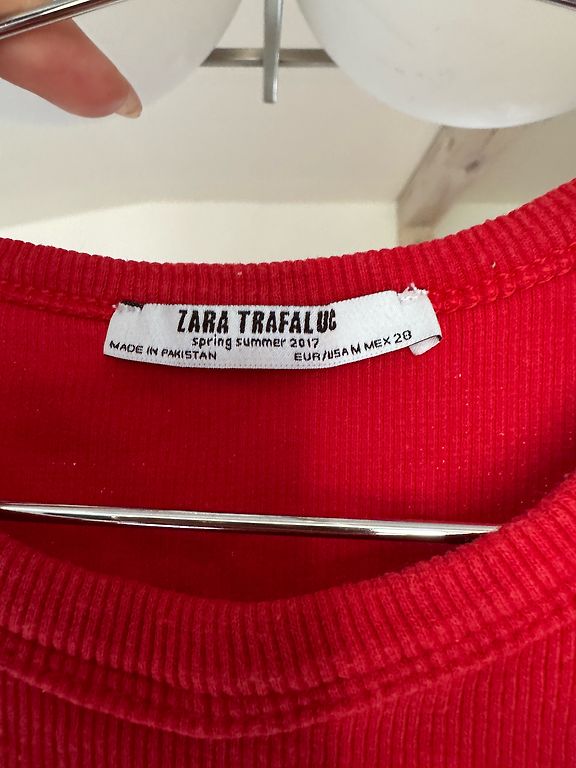 ZARA TRAFALUC
spring summer 2017
MADE IN PAKISTAN EUR/USA M MEX 28